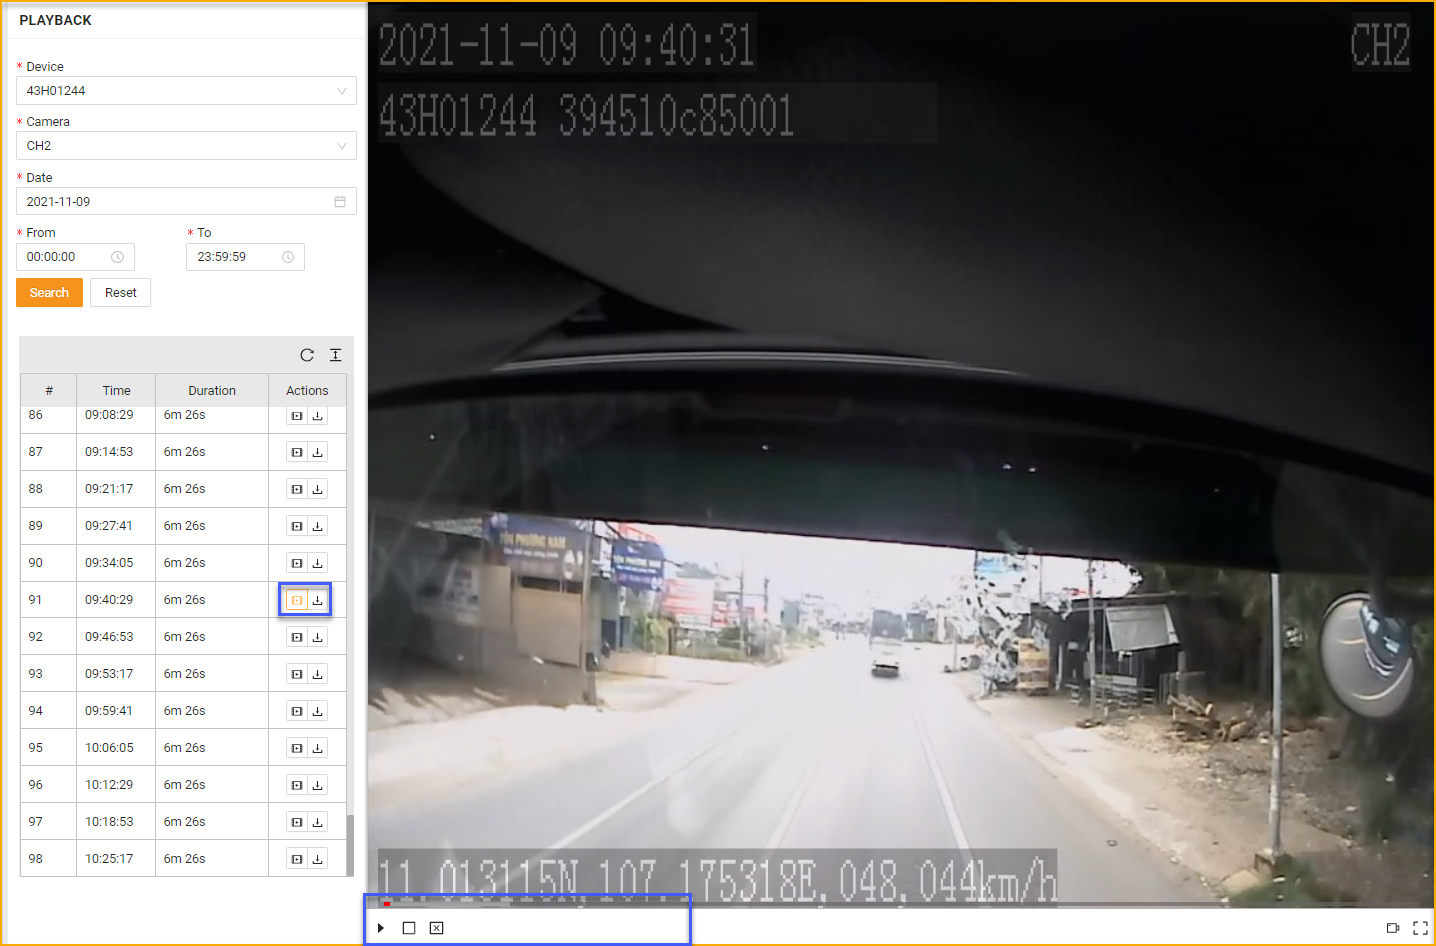 PLAYBACK
* Device
43H01244
* Camera
CH2
* Date
2021-11-09
* From
* To
00:00:00
23:59:59
Search
Reset
# Time Duration Actions
86 09:08:29 6m 26s
87 09:14:53 6m 26s
88 09:21:17 6m 26s
89 09:27:41 6m 26s
90 09:34:05 6m 26s
91 09:40:29 6m 26s
92 09:46:53 6m 26s
93 09:53:17 6m 26s
94 09:59:41 6m 26s
95 10:06:05 6m 26s
96 10:12:29 6m 26s
97 10:18:53 6m 26s
98 10:25:17 6m 26s
2021-11-09 09:40:31
CH2
43H01244 394510c85001
YÊN PHƯƠNG NAM
11.013115N,107.175318E,048,044km/h